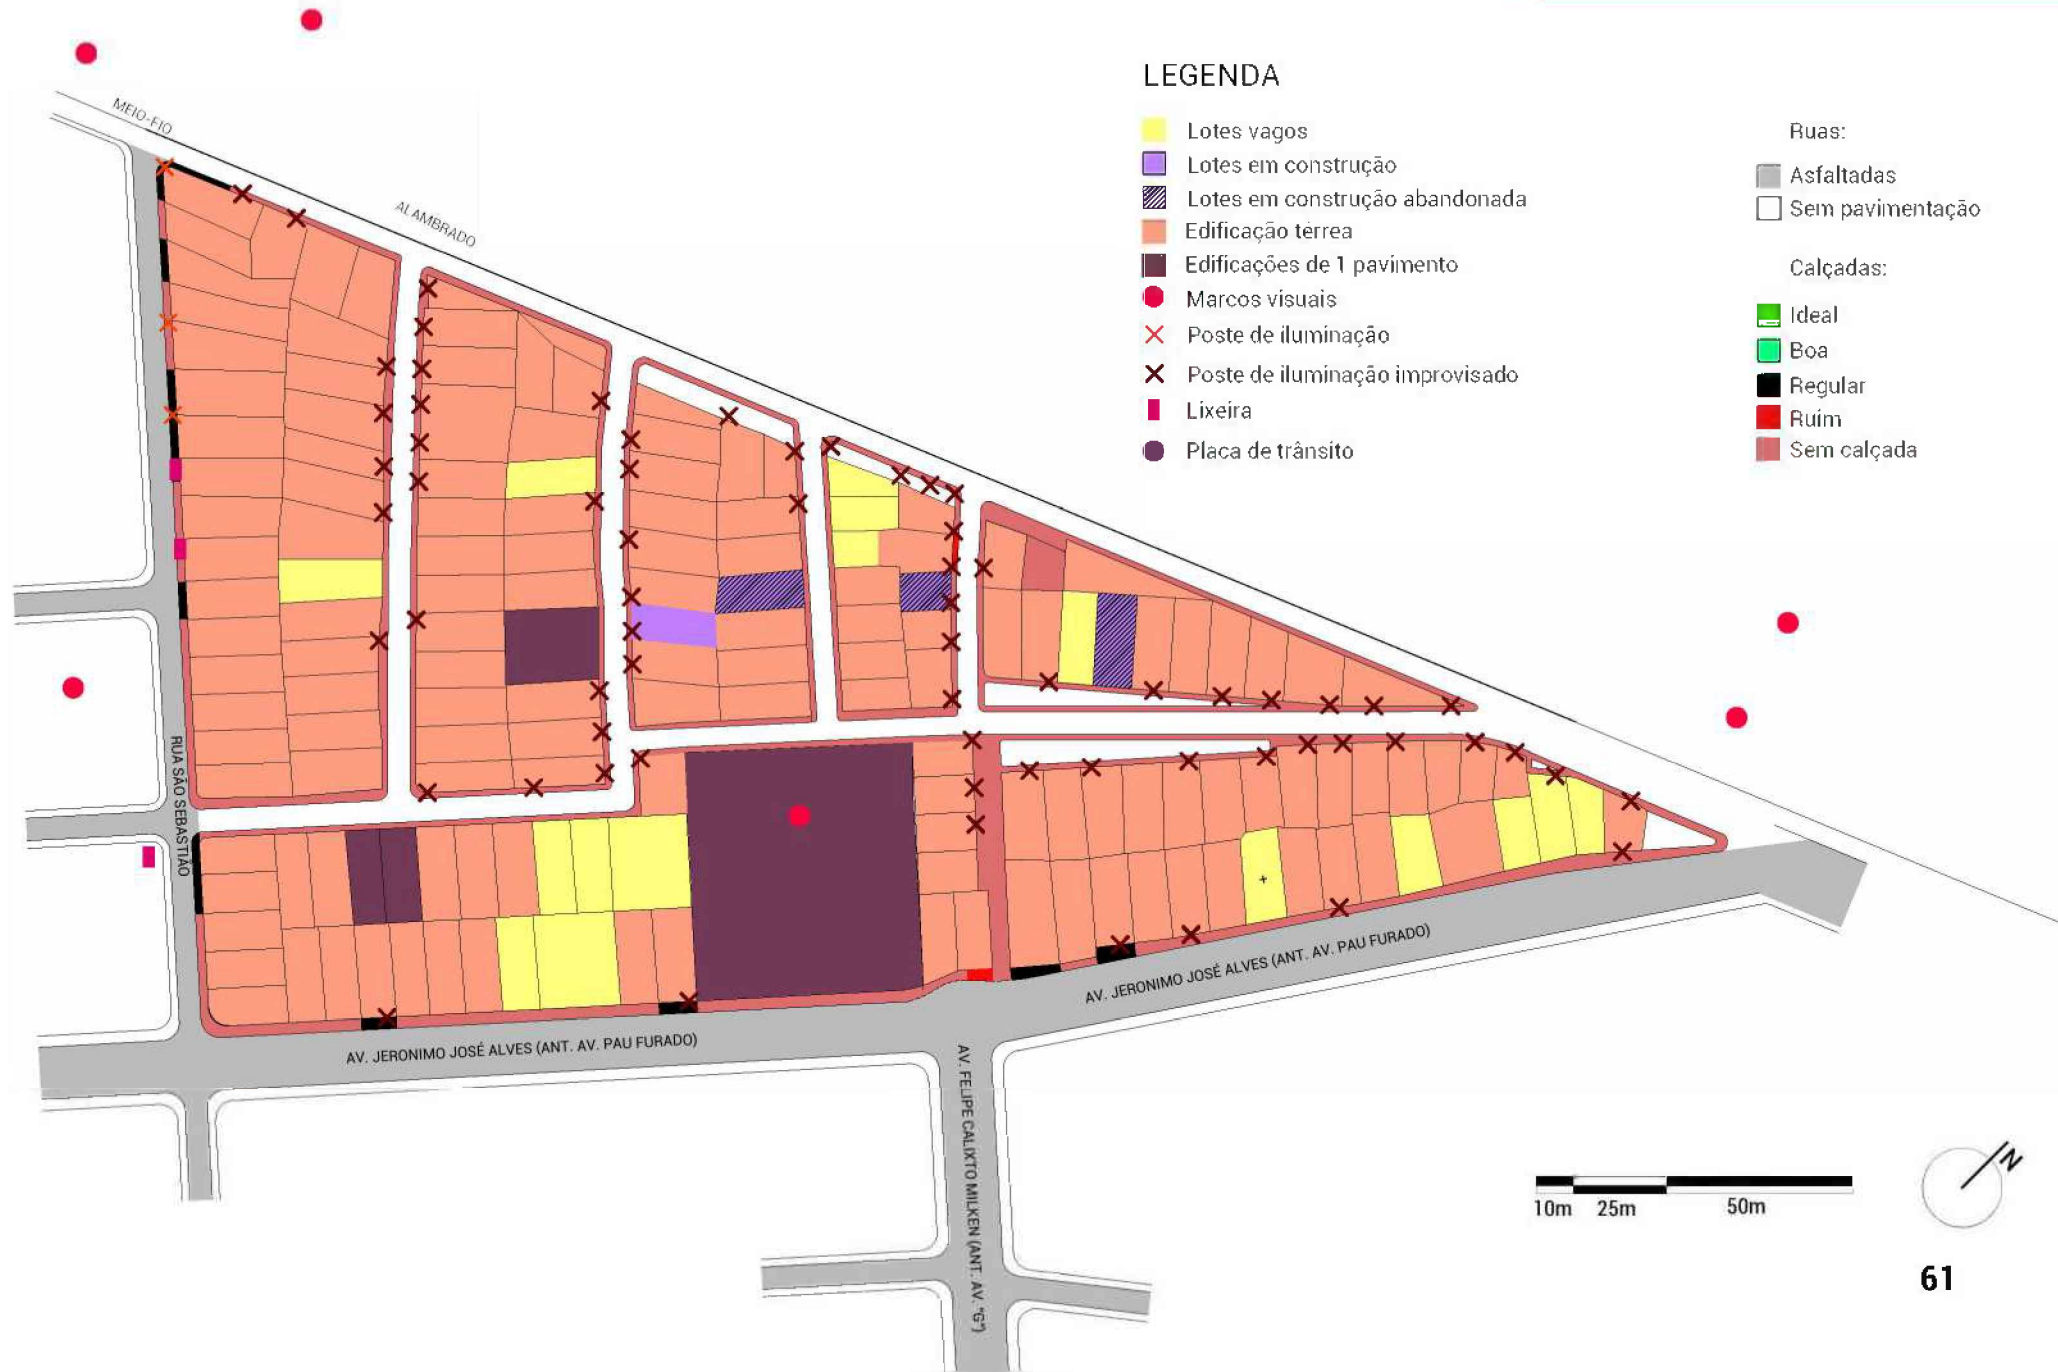 MEIO-FIO
ALAMBRADO
LEGENDA
Lotes vagos
Lotes em construção
Lotes em construção abandonada
Edificação térrea
Edificações de 1 pavimento
Marcos visuais
Poste de iluminação
Poste de iluminação improvisado
Lixeira
Placa de trânsito
Ruas:
Asfaltadas
Sem pavimentação
Calçadas:
Ideal
Boa
Regular
Ruim
Sem calçada
RUA SÃO SEBASTIÃO
AV. JERONIMO JOSÉ ALVES (ANT. AV. PAU FURADO)
AV. JERONIMO JOSÉ ALVES (ANT. AV. PAU FURADO)
AV. FELIPE CALIXTO MILKEN (ANT. AV. "G")
10m 25m 50m
N
61